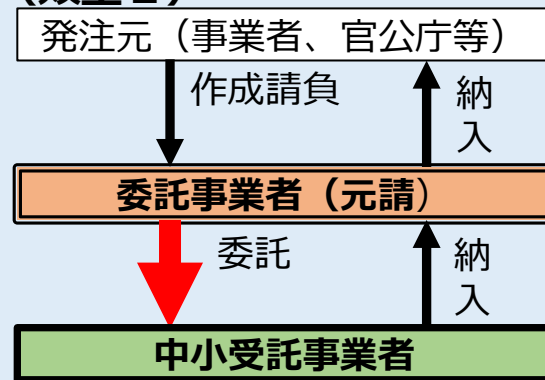 発注元（事業者、官公庁等）
作成請負
納入
委託事業者（元請）
委託
納入
中小受託事業者